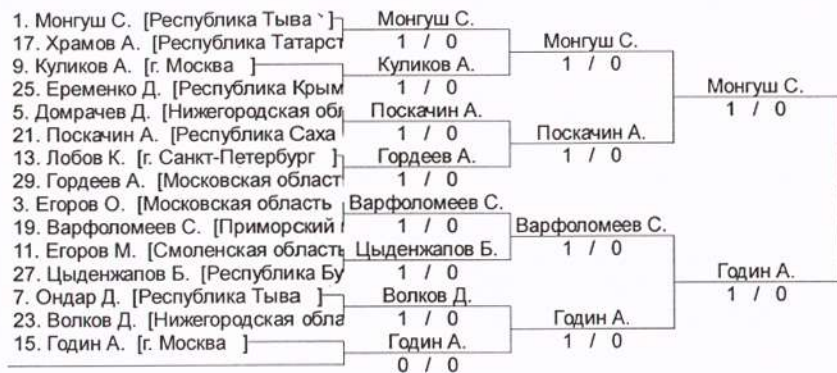 1. Монгуш С. [Республика Тыва ]
17. Храмов А. [Республика Татарст
9. Куликов А. [г. Москва ]
25. Еременко Д. [Республика Крым
5. Домрачев Д. [Нижегородская обл
21. Поскачин А. [Республика Саха
13. Лобов К. [г. Санкт-Петербург ]
29. Гордеев А. [Московская област
3. Егоров О. [Московская область
19. Варфоломеев С. [Приморский
11. Егоров М. [Смоленская область
27. Цыденжапов Б. [Республика Бу
7. Ондар Д. [Республика Тыва ]
23. Волков Д. [Нижегородская обла
15. Годин А. [г. Москва ]
Монгуш С.
1 / 0
Куликов А.
1 / 0
Поскачин А.
1 / 0
Гордеев А.
1 / 0
Варфоломеев С.
1 / 0
Цыденжапов Б.
1 / 0
Волков Д.
1 / 0
Годин А.
0 / 0
Монгуш С.
1 / 0
Поскачин А.
1 / 0
Варфоломеев С.
1 / 0
Годин А.
1 / 0
Монгуш С.
1 / 0
Годин А.
1 / 0